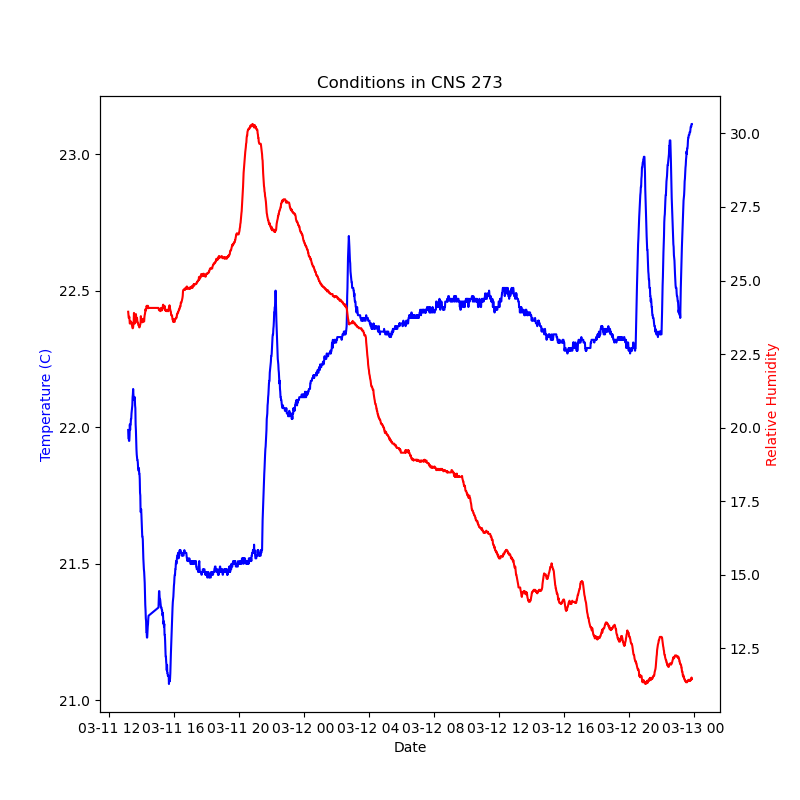 Conditions in CNS 273
23.0
22.5
22.0
21.5
21.0
Temperature (C)
30.0
27.5
25.0
22.5
20.0
17.5
15.0
12.5
Relative Humidity
03-11 12 03-11 16 03-11 20 03-12 00 03-12 04 03-12 08 03-12 12 03-12 16 03-12 20 03-13 00
Date